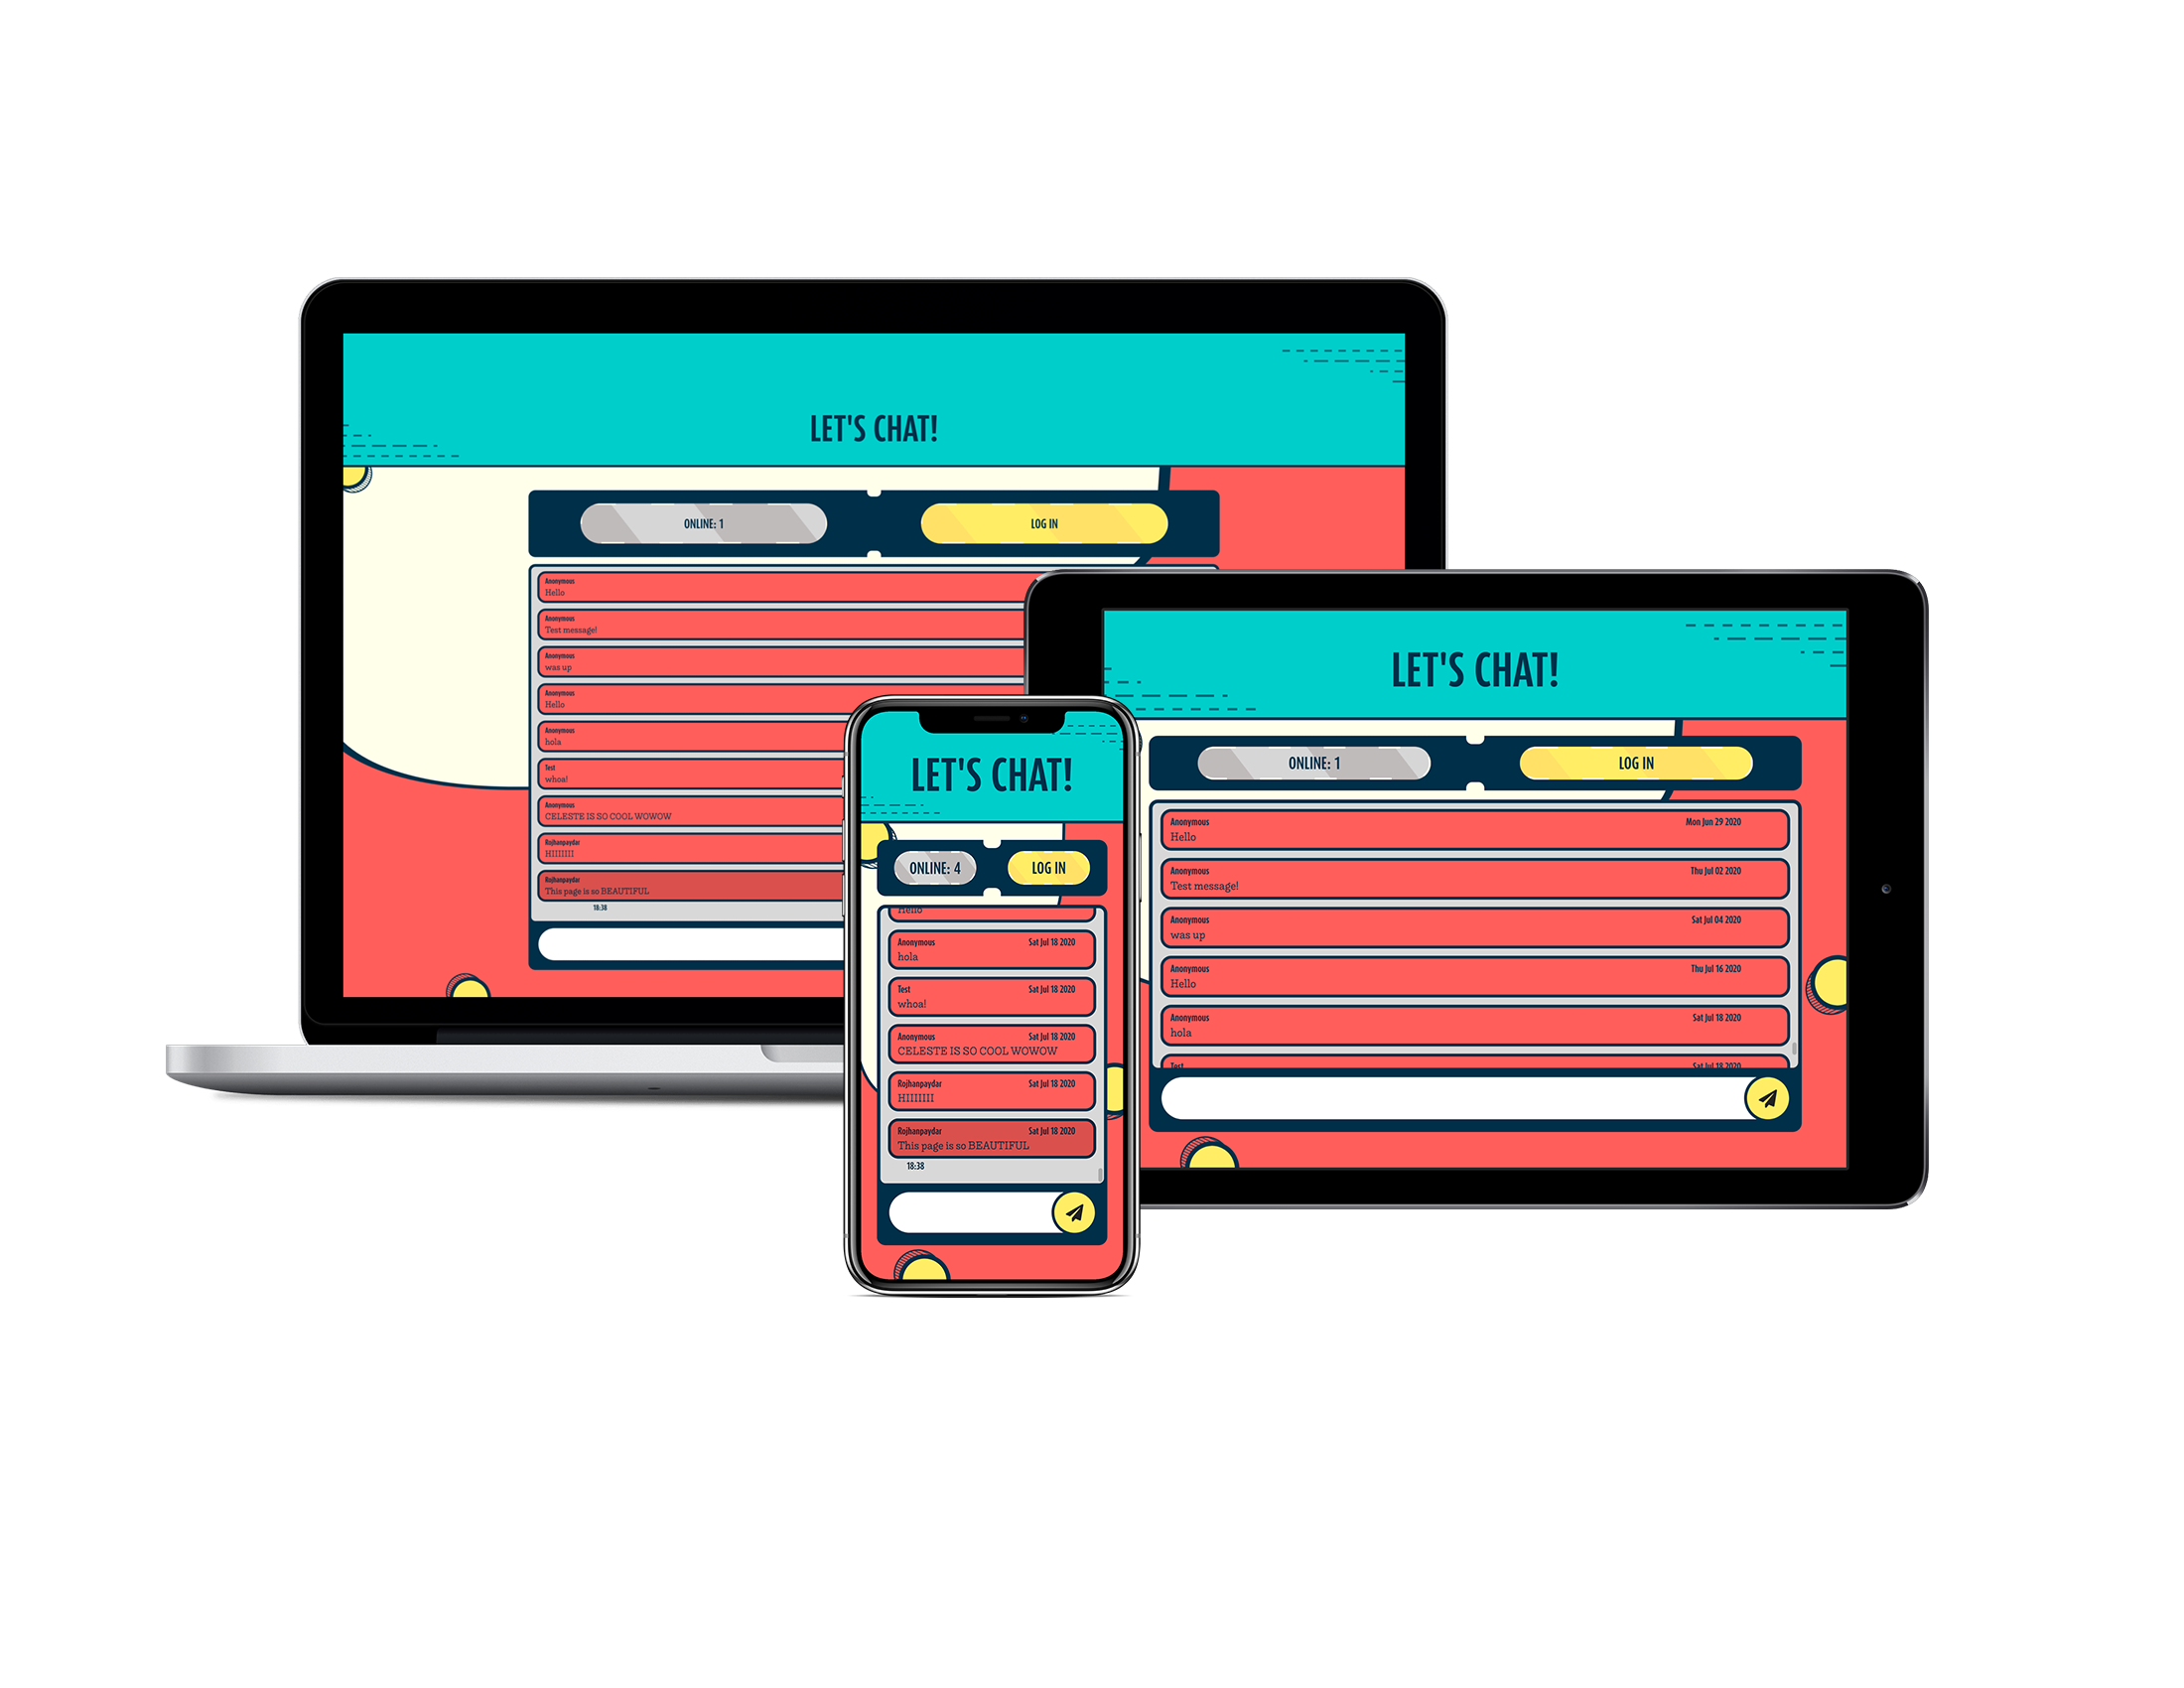 LET'S CHAT!
ONLINE: 1
LOG IN
Anonymous
Hello
Anonymous
Test message!
Anonymous
was up
Anonymous
Hello
Anonymous
hola
Test
whoa!
Anonymous
CELESTE IS SO COOL WOWOW
Rojhanpaydar
HIIIIIII
Rojhanpaydar
This page is so BEAUTIFUL
18:38
LET'S CHAT!
ONLINE: 4
LOG IN
Hello
Anonymous Sat Jul 18 2020
hola
Test Sat Jul 18 2020
whoa!
Anonymous Sat Jul 18 2020
CELESTE IS SO COOL WOWOW
Rojhanpaydar Sat Jul 18 2020
HIIIIIII
Rojhanpaydar Sat Jul 18 2020
This page is so BEAUTIFUL
18:38
LET'S CHAT!
ONLINE: 1
LOG IN
Anonymous Mon Jun 29 2020
Hello
Anonymous Thu Jul 02 2020
Test message!
Anonymous Sat Jul 04 2020
was up
Anonymous Thu Jul 16 2020
Hello
Anonymous Sat Jul 18 2020
hola
Test Sat Jul 18 2020